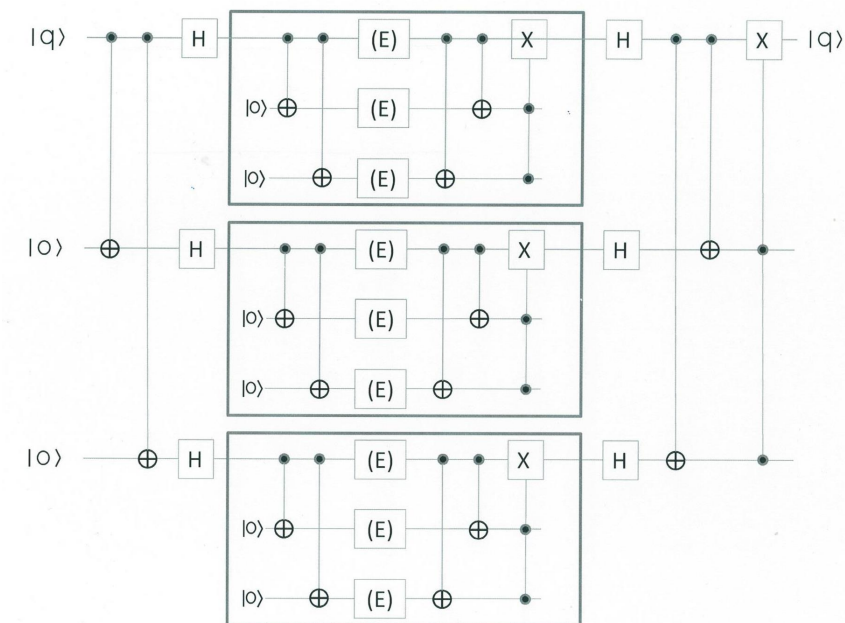 |q⟩ H (E) X H X |q⟩
|0⟩ (E)
|0⟩ (E)
|0⟩ H (E) X H
|0⟩ (E)
|0⟩ (E)
|0⟩ H (E) X H
|0⟩ (E)
|0⟩ (E)